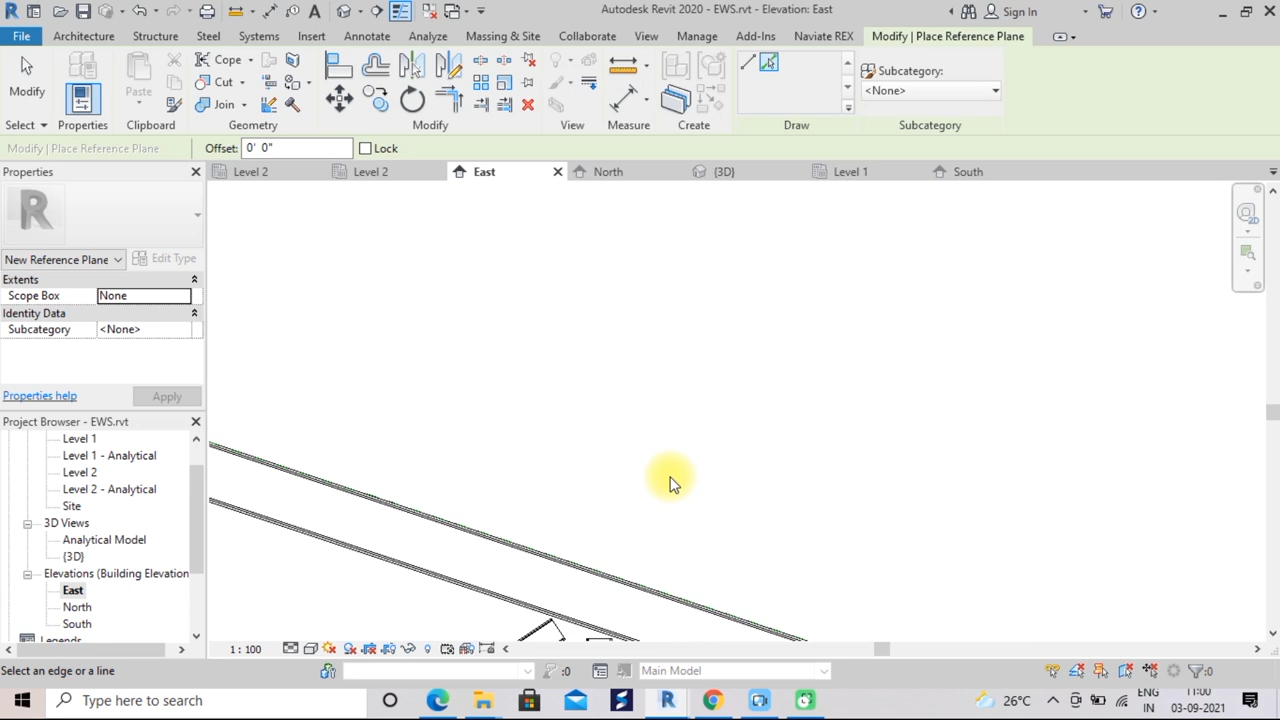 Autodesk Revit 2020 - EWS.rvt - Elevation: East
Sign In
File Architecture Structure Steel Systems Insert Annotate Analyze Massing & Site Collaborate View Manage Add-Ins Naviate REX Modify | Place Reference Plane
Modify
Paste
Cope
Cut
Join
Subcategory:
<None>
Select Properties Clipboard Geometry Modify View Measure Create Draw Subcategory
Modify | Place Reference Plane Offset: 0' 0" Lock
Properties
Level 2 Level 2 East North {3D} Level 1 South
2D
New Reference Plane Edit Type
Extents
Scope Box None
Identity Data
Subcategory <None>
Properties help Apply
Project Browser - EWS.rvt
Level 1
Level 1 - Analytical
Level 2
Level 2 - Analytical
Site
3D Views
Analytical Model
{3D}
Elevations (Building Elevation
East
North
South
Legends
1 : 100
Select an edge or a line :0 Main Model :0
Type here to search 26°C ENG IN 11:00 03-09-2021